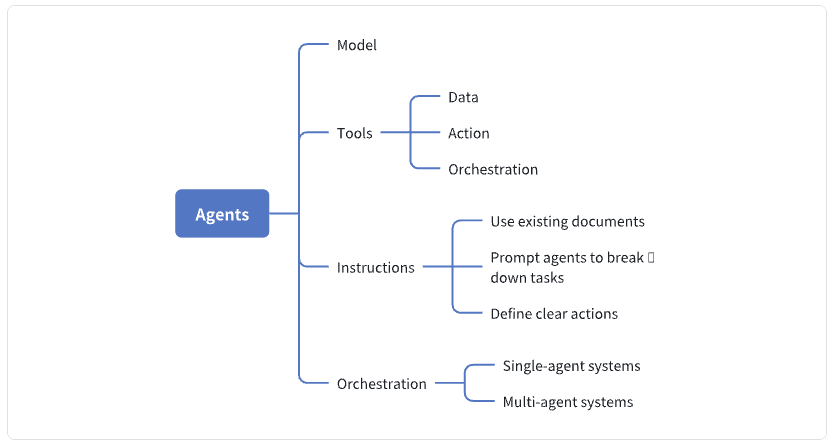 Model
Data
Tools
Action
Orchestration
Agents
Use existing documents
Instructions
Prompt agents to break
down tasks
Define clear actions
Single-agent systems
Orchestration
Multi-agent systems